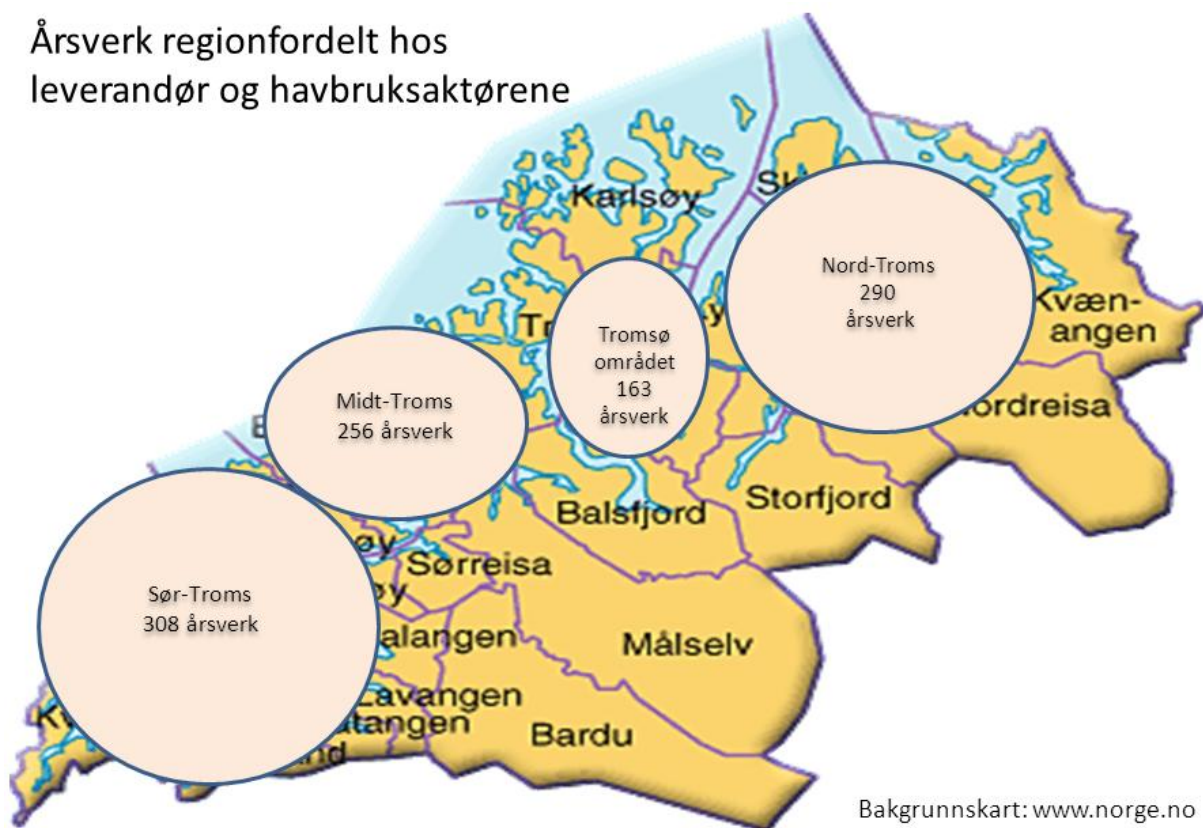 Årsverk regionfordelt hos
leverandør og havbruksaktørene
Karlsøy
Nord-Troms
290
årsverk
Kvæn-
angen
Tromsø
området
163
årsverk
Midt-Troms
256 årsverk
Storfjord
Balsfjord
Sørreisa
Sør-Troms
308 årsverk
Målselv
Lavangen
Bardu
Bakgrunnskart: www.norge.no